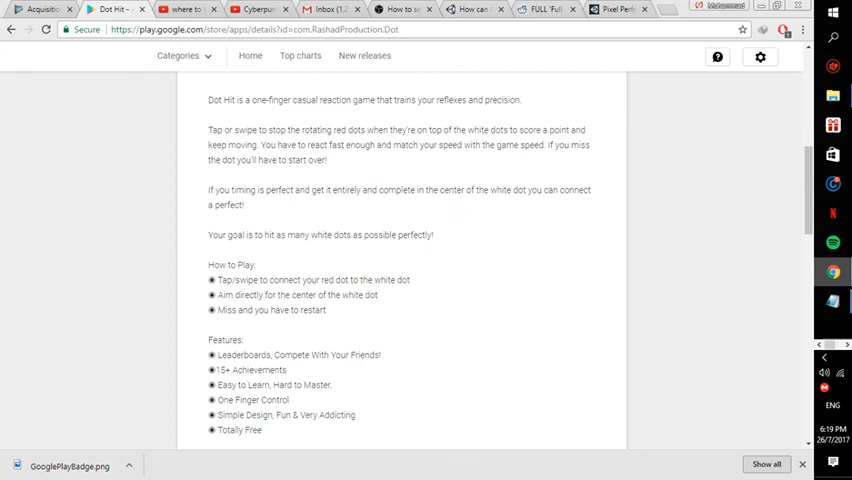 Acquisition
Dot Hit –
where to
Cyberpun
Inbox (1,2
How to s
How can
FULL 'Full
Pixel Perf
Muhammad
Secure
https://play.google.com/store/apps/details?id=com.RashadProduction.Dot
Categories
Home
Top charts
New releases
Dot Hit is a one-finger casual reaction game that trains your reflexes and precision.
Tap or swipe to stop the rotating red dots when they're on top of the white dots to score a point and
keep moving. You have to react fast enough and match your speed with the game speed. If you miss
the dot you'll have to start over!
If you timing is perfect and get it entirely and complete in the center of the white dot you can connect
a perfect!
Your goal is to hit as many white dots as possible perfectly!
How to Play:
◉ Tap/swipe to connect your red dot to the white dot
◉ Aim directly for the center of the white dot
◉ Miss and you have to restart
Features:
◉ Leaderboards, Compete With Your Friends!
◉15+ Achievements
◉ Easy to Learn, Hard to Master.
◉ One Finger Control
◉ Simple Design, Fun & Very Addicting
◉ Totally Free
ENG
6:19 PM
26/7/2017
GooglePlayBadge.png
Show all